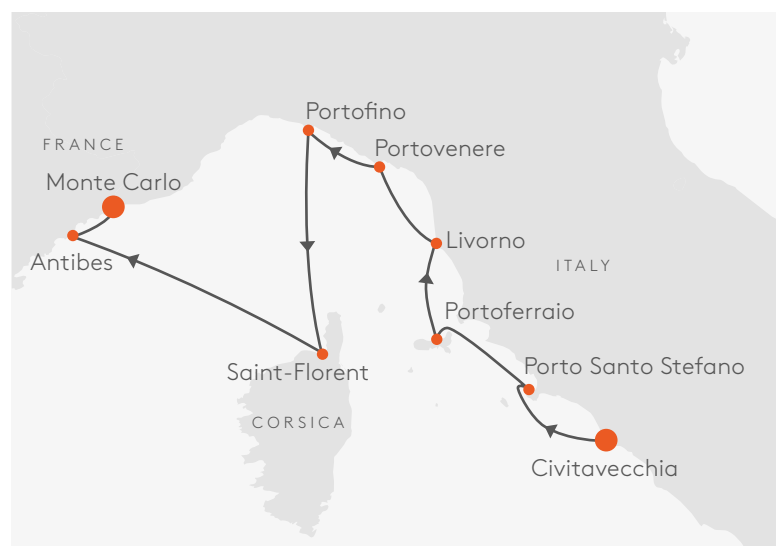 Portofino
FRANCE
Portovenere
Monte Carlo
Livorno
Antibes
ITALY
Portoferraio
Saint-Florent
Porto Santo Stefano
CORSICA
Civitavecchia